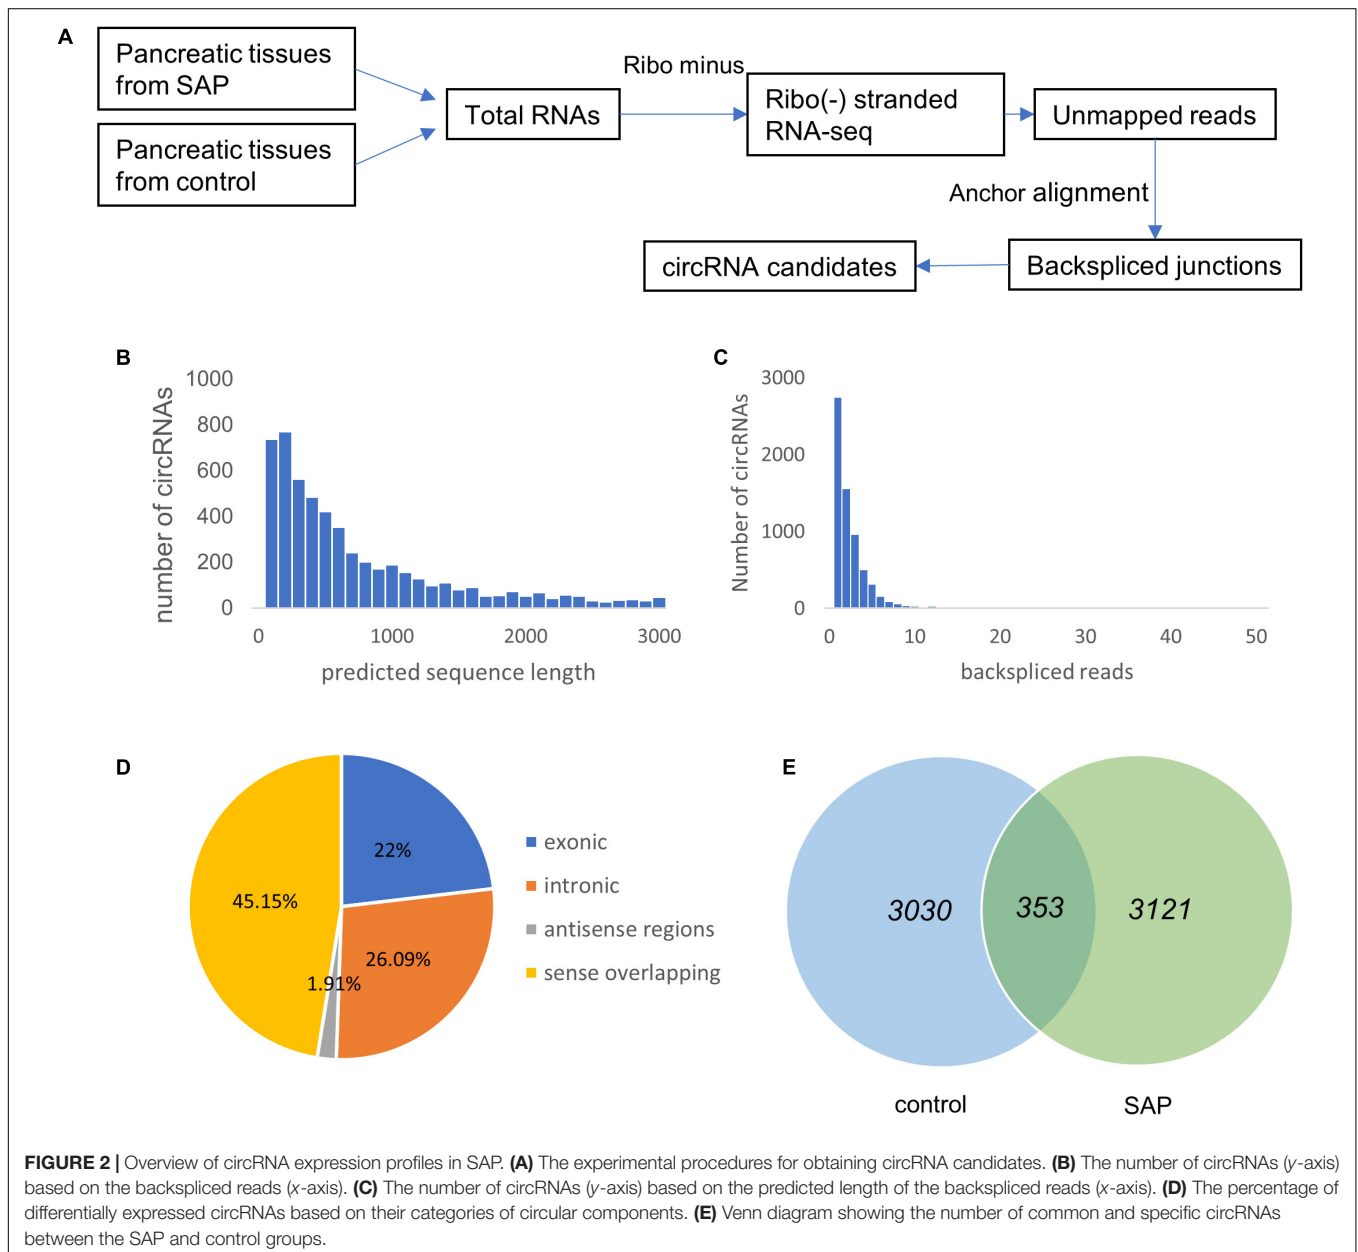 A
Pancreatic tissues
from SAP
Pancreatic tissues
from control
Total RNAs
Ribo minus
Ribo(-) stranded
RNA-seq
Unmapped reads
Anchor alignment
Backspliced junctions
circRNA candidates
B
number of circRNAs
1000
800
600
400
200
0
0 1000 2000 3000
predicted sequence length
C
Number of circRNAs
3000
2000
1000
0
0 10 20 30 40 50
backspliced reads
D
22%
26.09%
1.91%
45.15%
exonic
intronic
antisense regions
sense overlapping
E
3030 353 3121
control SAP
FIGURE 2 | Overview of circRNA expression profiles in SAP. (A) The experimental procedures for obtaining circRNA candidates. (B) The number of circRNAs (y-axis)
based on the backspliced reads (x-axis). (C) The number of circRNAs (y-axis) based on the predicted length of the backspliced reads (x-axis). (D) The percentage of
differentially expressed circRNAs based on their categories of circular components. (E) Venn diagram showing the number of common and specific circRNAs
between the SAP and control groups.